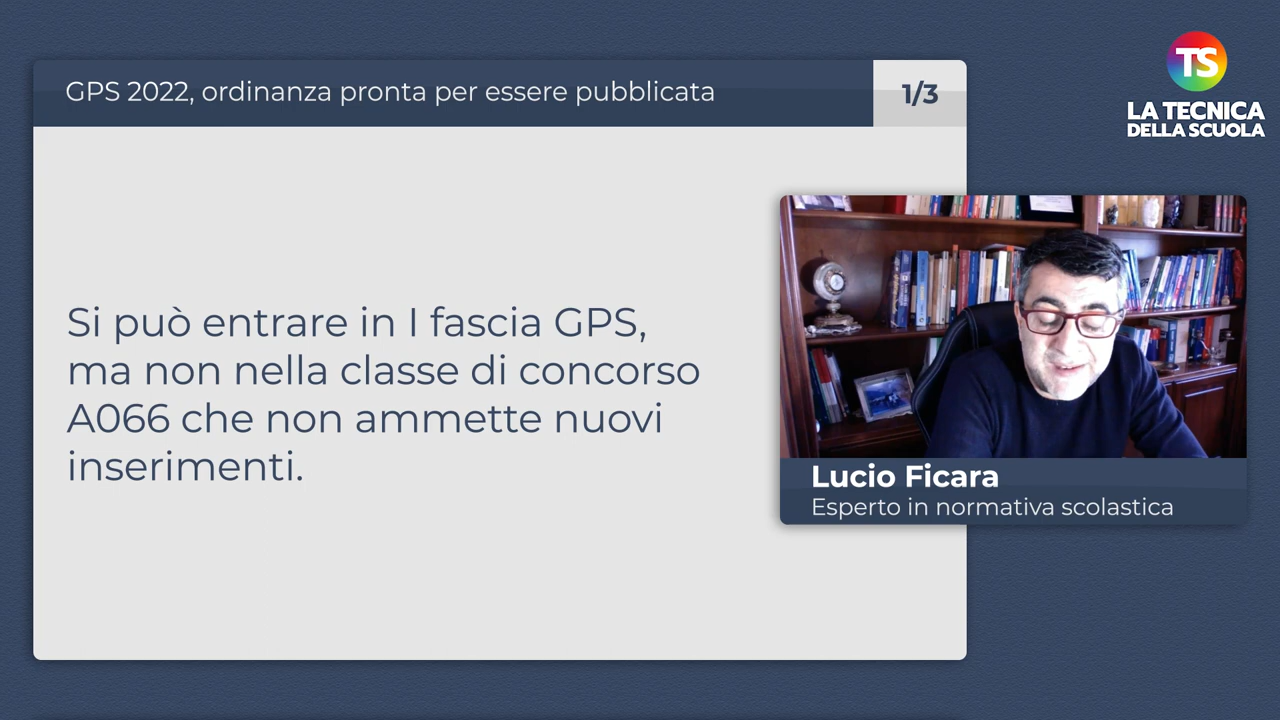 GPS 2022, ordinanza pronta per essere pubblicata
1/3
TS
LA TECNICA
DELLA SCUOLA
Si può entrare in I fascia GPS,
ma non nella classe di concorso
A066 che non ammette nuovi
inserimenti.
Lucio Ficara
Esperto in normativa scolastica